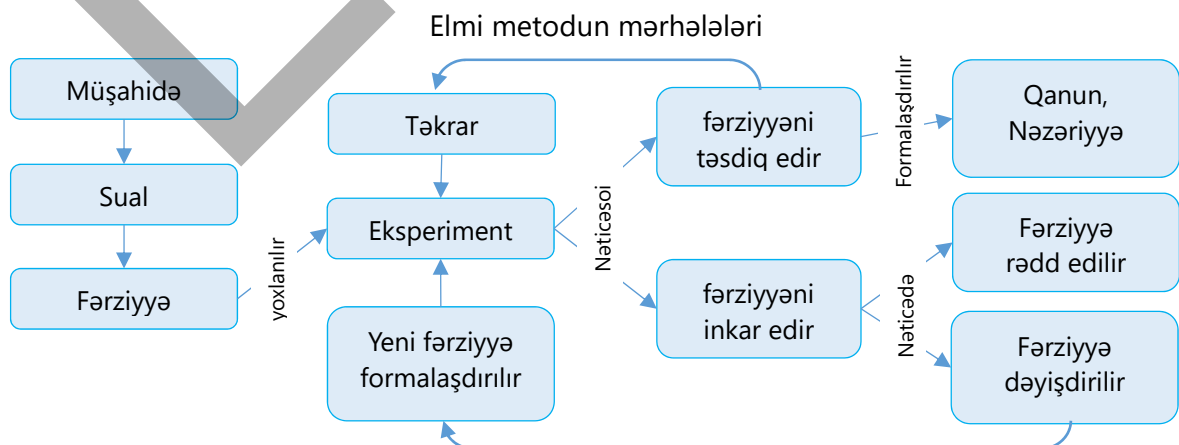 Elmi metodun mərhələləri
Müşahidə
Sual
Fərziyyə
yoxlanılır
Təkrar
Eksperiment
Yeni fərziyyə
formalaşdırılır
Nəticəsoi
fərziyyəni
təsdiq edir
fərziyyəni
inkar edir
Formalaşdırılır
Nəticədə
Qanun,
Nəzəriyyə
Fərziyyə
rədd edilir
Fərziyyə
dəyişdirilir